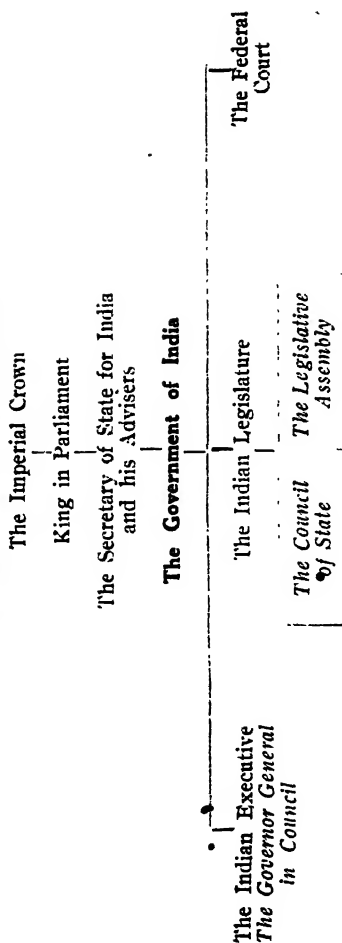 The Imperial Crown
King in Parliament
The Secretary of State for India
and his Advisers
The Government of India
The Indian Executive
The Governor General
in Council
The Indian Legislature
The Council
of State
The Legislative
Assembly
The Federal
Court